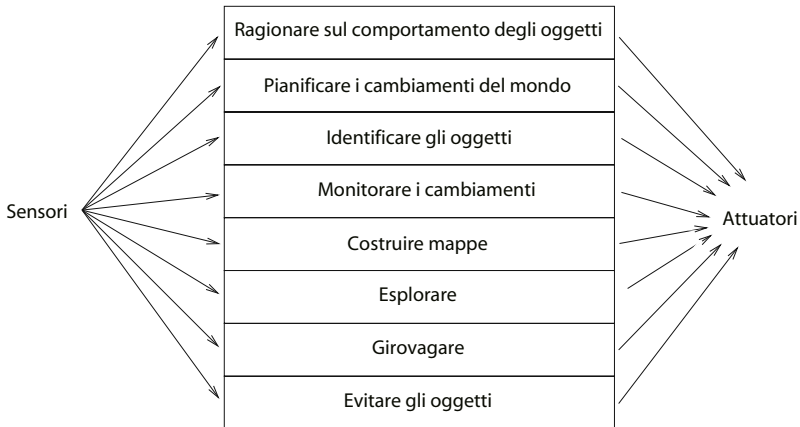 Ragionare sul comportamento degli oggetti
Pianificare i cambiamenti del mondo
Identificare gli oggetti
Monitorare i cambiamenti
Sensori
Attuatori
Costruire mappe
Esplorare
Girovagare
Evitare gli oggetti